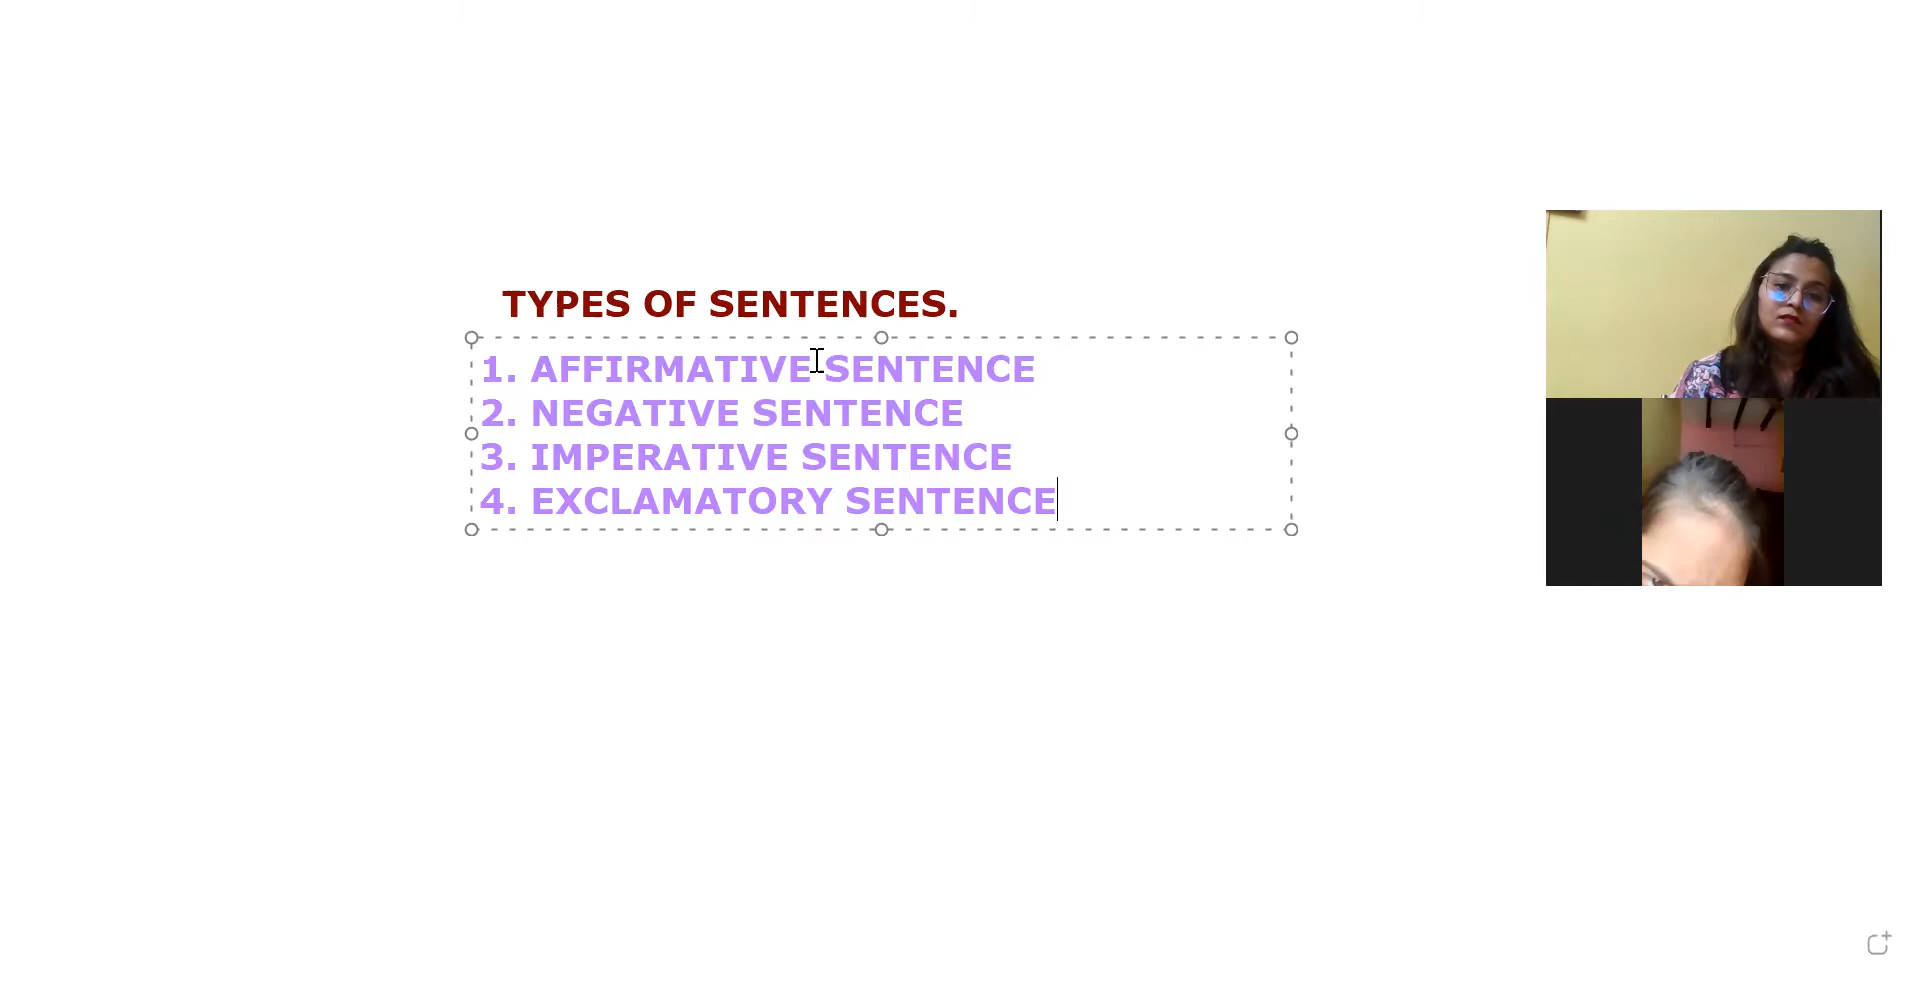 TYPES OF SENTENCES.
1. AFFIRMATIVE SENTENCE
2. NEGATIVE SENTENCE
3. IMPERATIVE SENTENCE
4. EXCLAMATORY SENTENCE